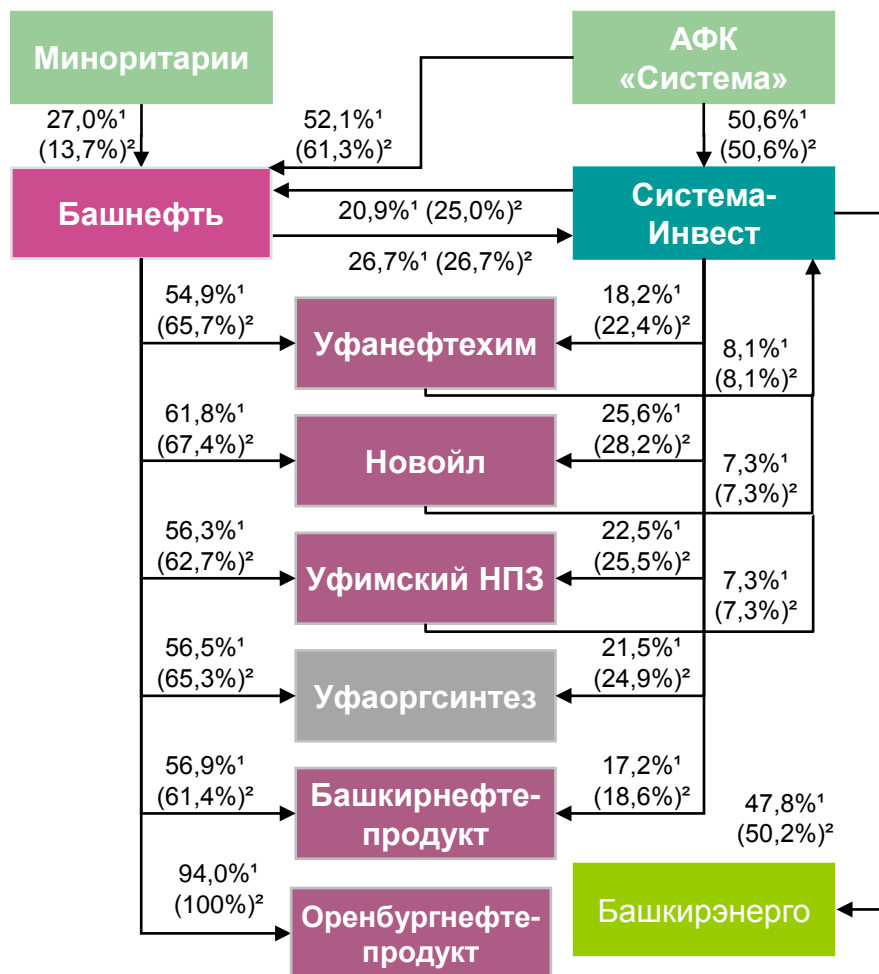 Миноритарии
АФК
«Система»
27,0%¹
(13,7%)²
52,1%¹
(61,3%)²
50,6%¹
(50,6%)²
Башнефть
Система-
Инвест
20,9%¹ (25,0%)²
26,7%¹ (26,7%)²
54,9%¹
(65,7%)²
Уфанефтехим
18,2%¹
(22,4%)²
8,1%¹
(8,1%)²
61,8%¹
(67,4%)²
Новойл
25,6%¹
(28,2%)²
7,3%¹
(7,3%)²
56,3%¹
(62,7%)²
Уфимский НПЗ
22,5%¹
(25,5%)²
7,3%¹
(7,3%)²
56,5%¹
(65,3%)²
Уфаоргсинтез
21,5%¹
(24,9%)²
56,9%¹
(61,4%)²
Башкирнефте-
продукт
17,2%¹
(18,6%)²
47,8%¹
(50,2%)²
94,0%¹
(100%)²
Оренбургнефте-
продукт
Башкирэнерго